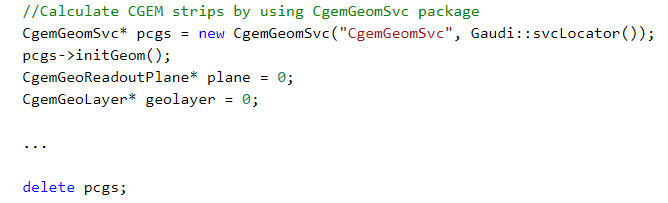 //Calculate CGEM strips by using CgemGeomSvc package
CgemGeomSvc* pcgs = new CgemGeomSvc("CgemGeomSvc", Gaudi::svcLocator());
pcgs->initGeom();
CgemGeoReadoutPlane* plane = 0;
CgemGeoLayer* geolayer = 0;
...
delete pcgs;